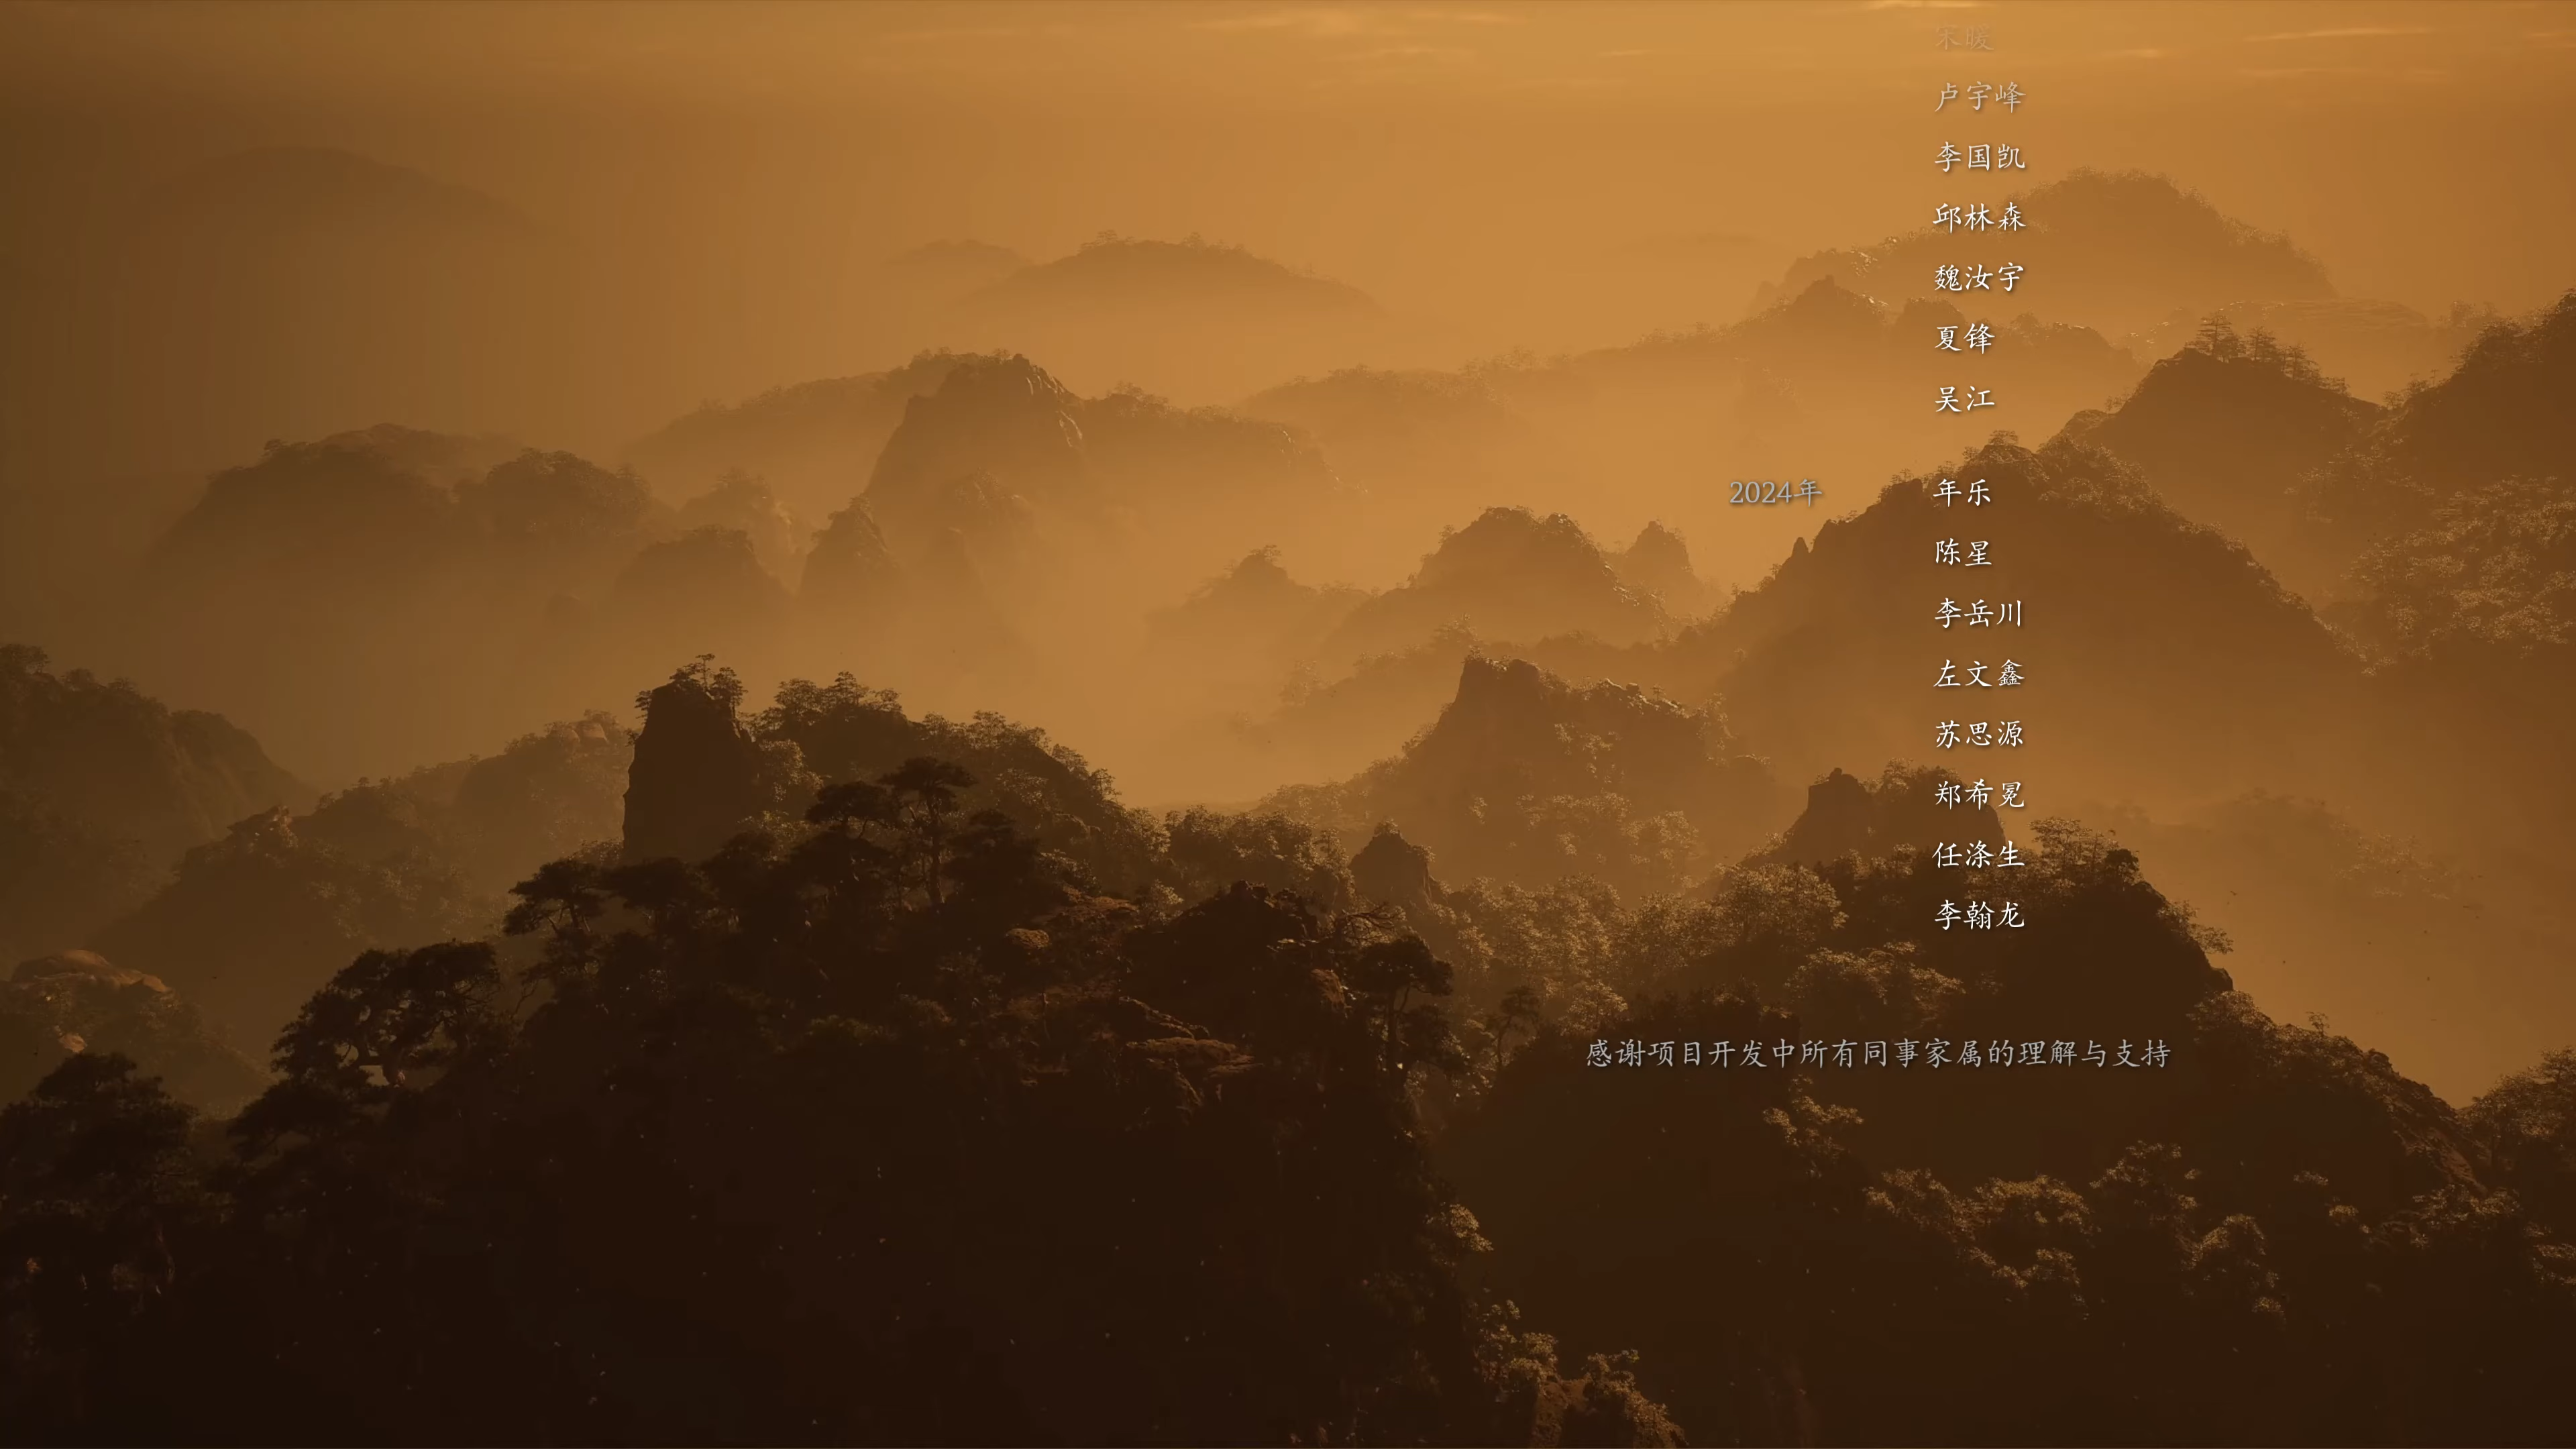 宋暖
卢宇峰
李国凯
邱林森
魏汝宇
夏锋
吴江
2024年 年乐
陈星
李岳川
左文鑫
苏思源
郑希冕
任涤生
李翰龙
感谢项目开发中所有同事家属的理解与支持